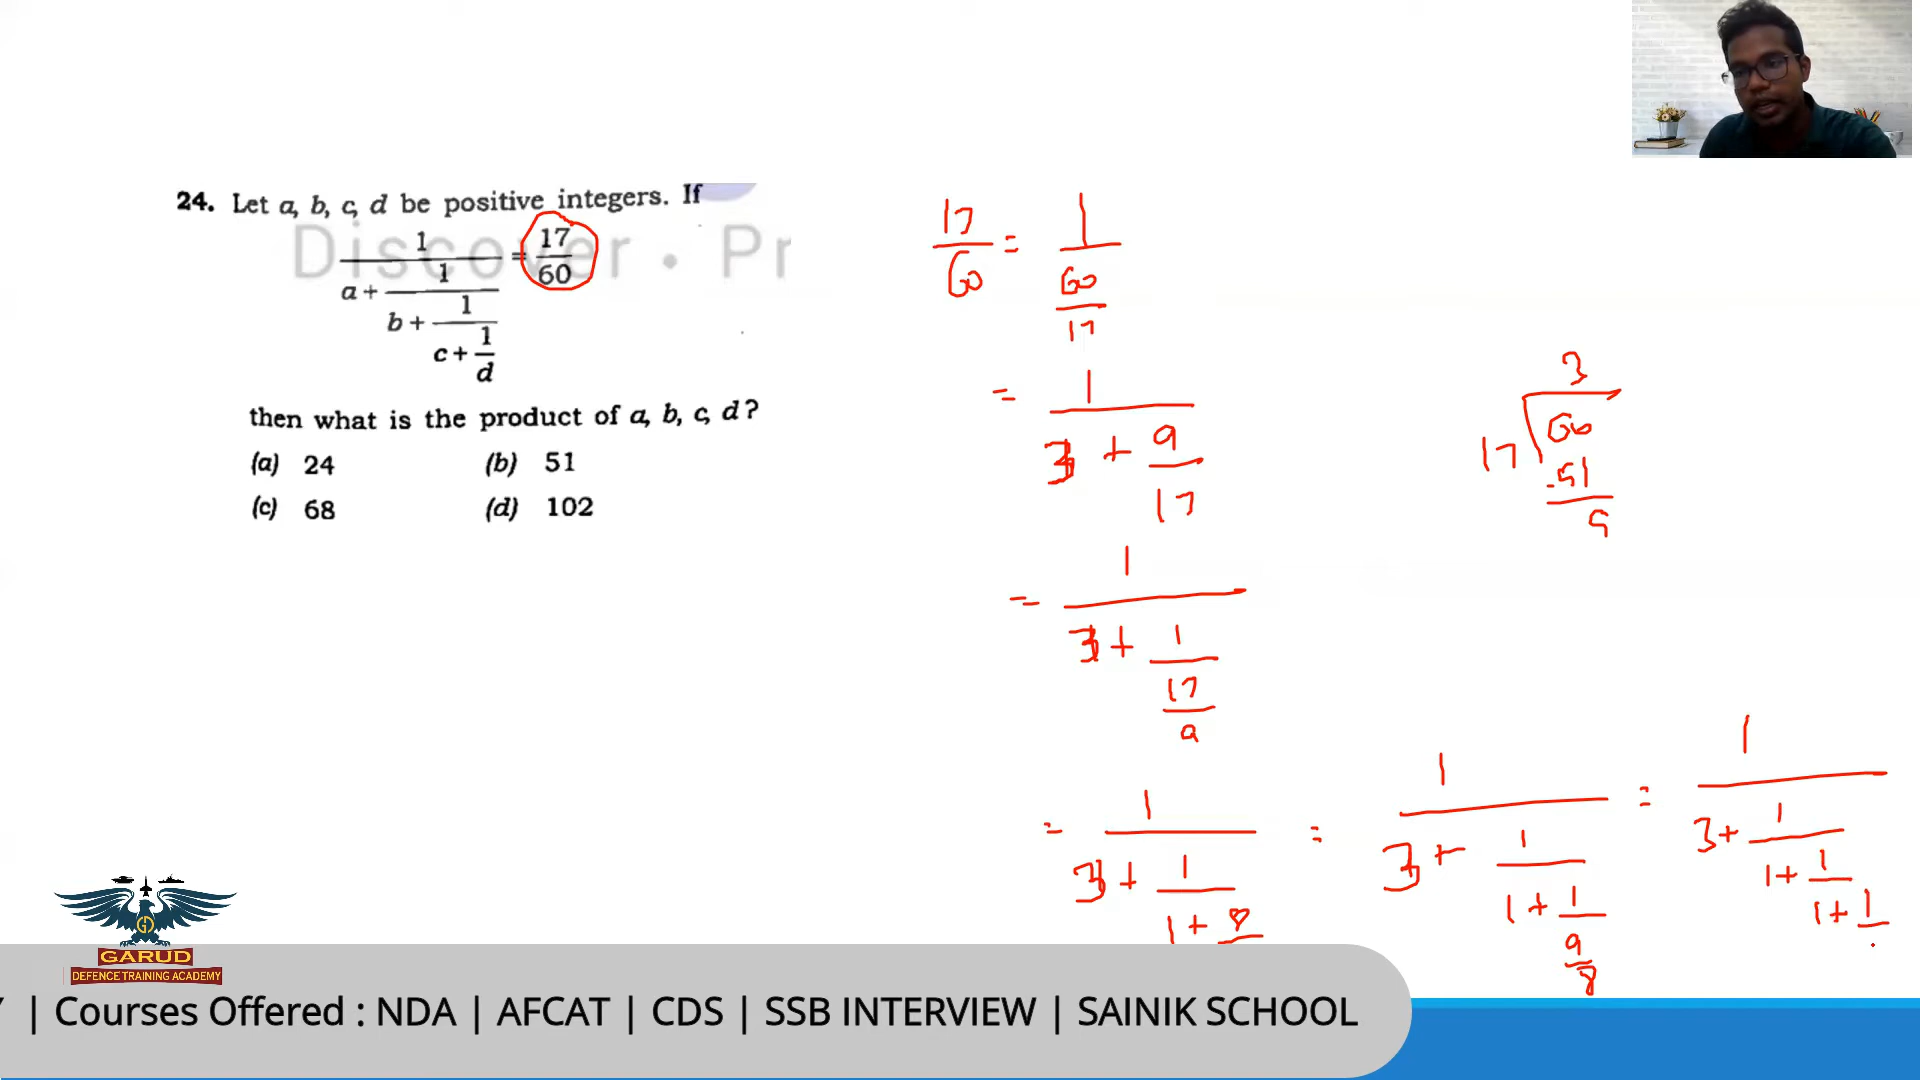 24. Let a, b, c, d be positive integers. If
1
a +
1
b +
1
c +
1
d
= 17
60
Discover • Pr
then what is the product of a, b, c, d?
(a) 24 (b) 51
(c) 68 (d) 102
17/60 = 1/(60/17)
= 1/(3 + 9/17)
3
17 60
- 51
9
= 1/(3 + 1/(17/9))
= 1/(3 + 1/(1 + 8
= 1/(3 + 1/(1 + 1/(9/8)))
= 1/(3 + 1/(1 + 1/(1 + 1/
GARUD
DEFENCE TRAINING ACADEMY
| Courses Offered : NDA | AFCAT | CDS | SSB INTERVIEW | SAINIK SCHOOL